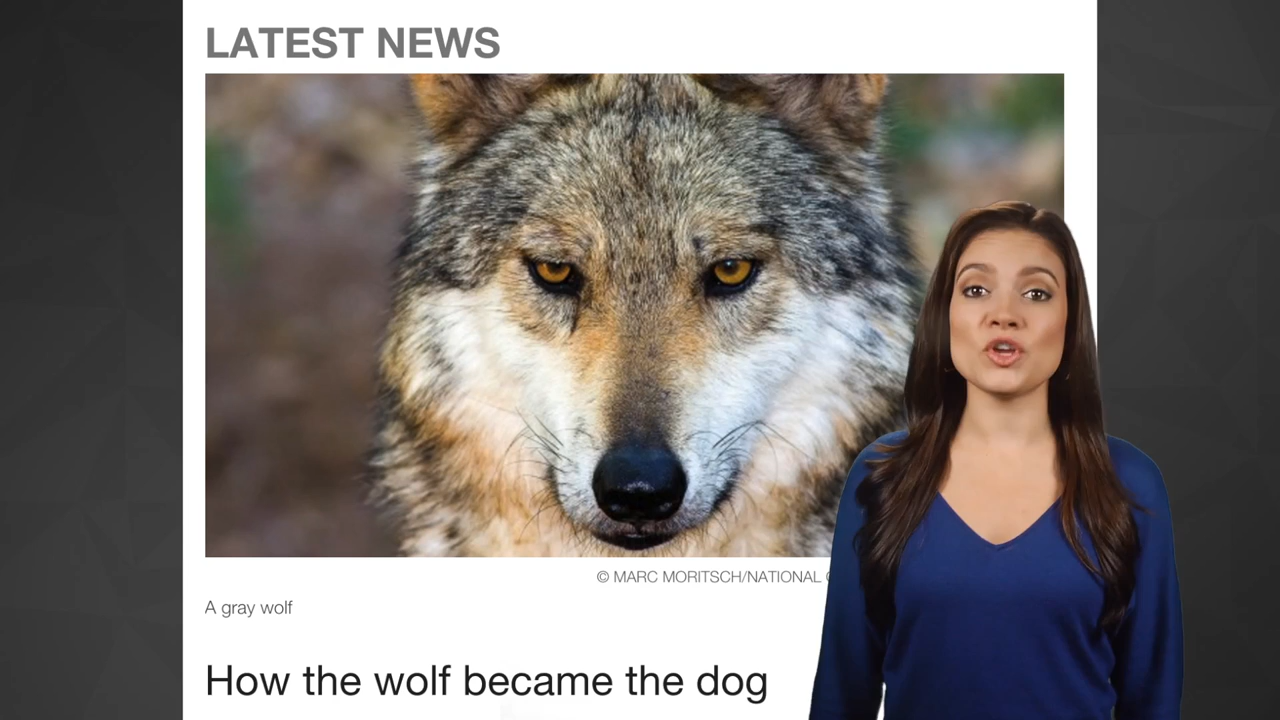 LATEST NEWS
© MARC MORITSCH/NATIONAL
A gray wolf
How the wolf became the dog